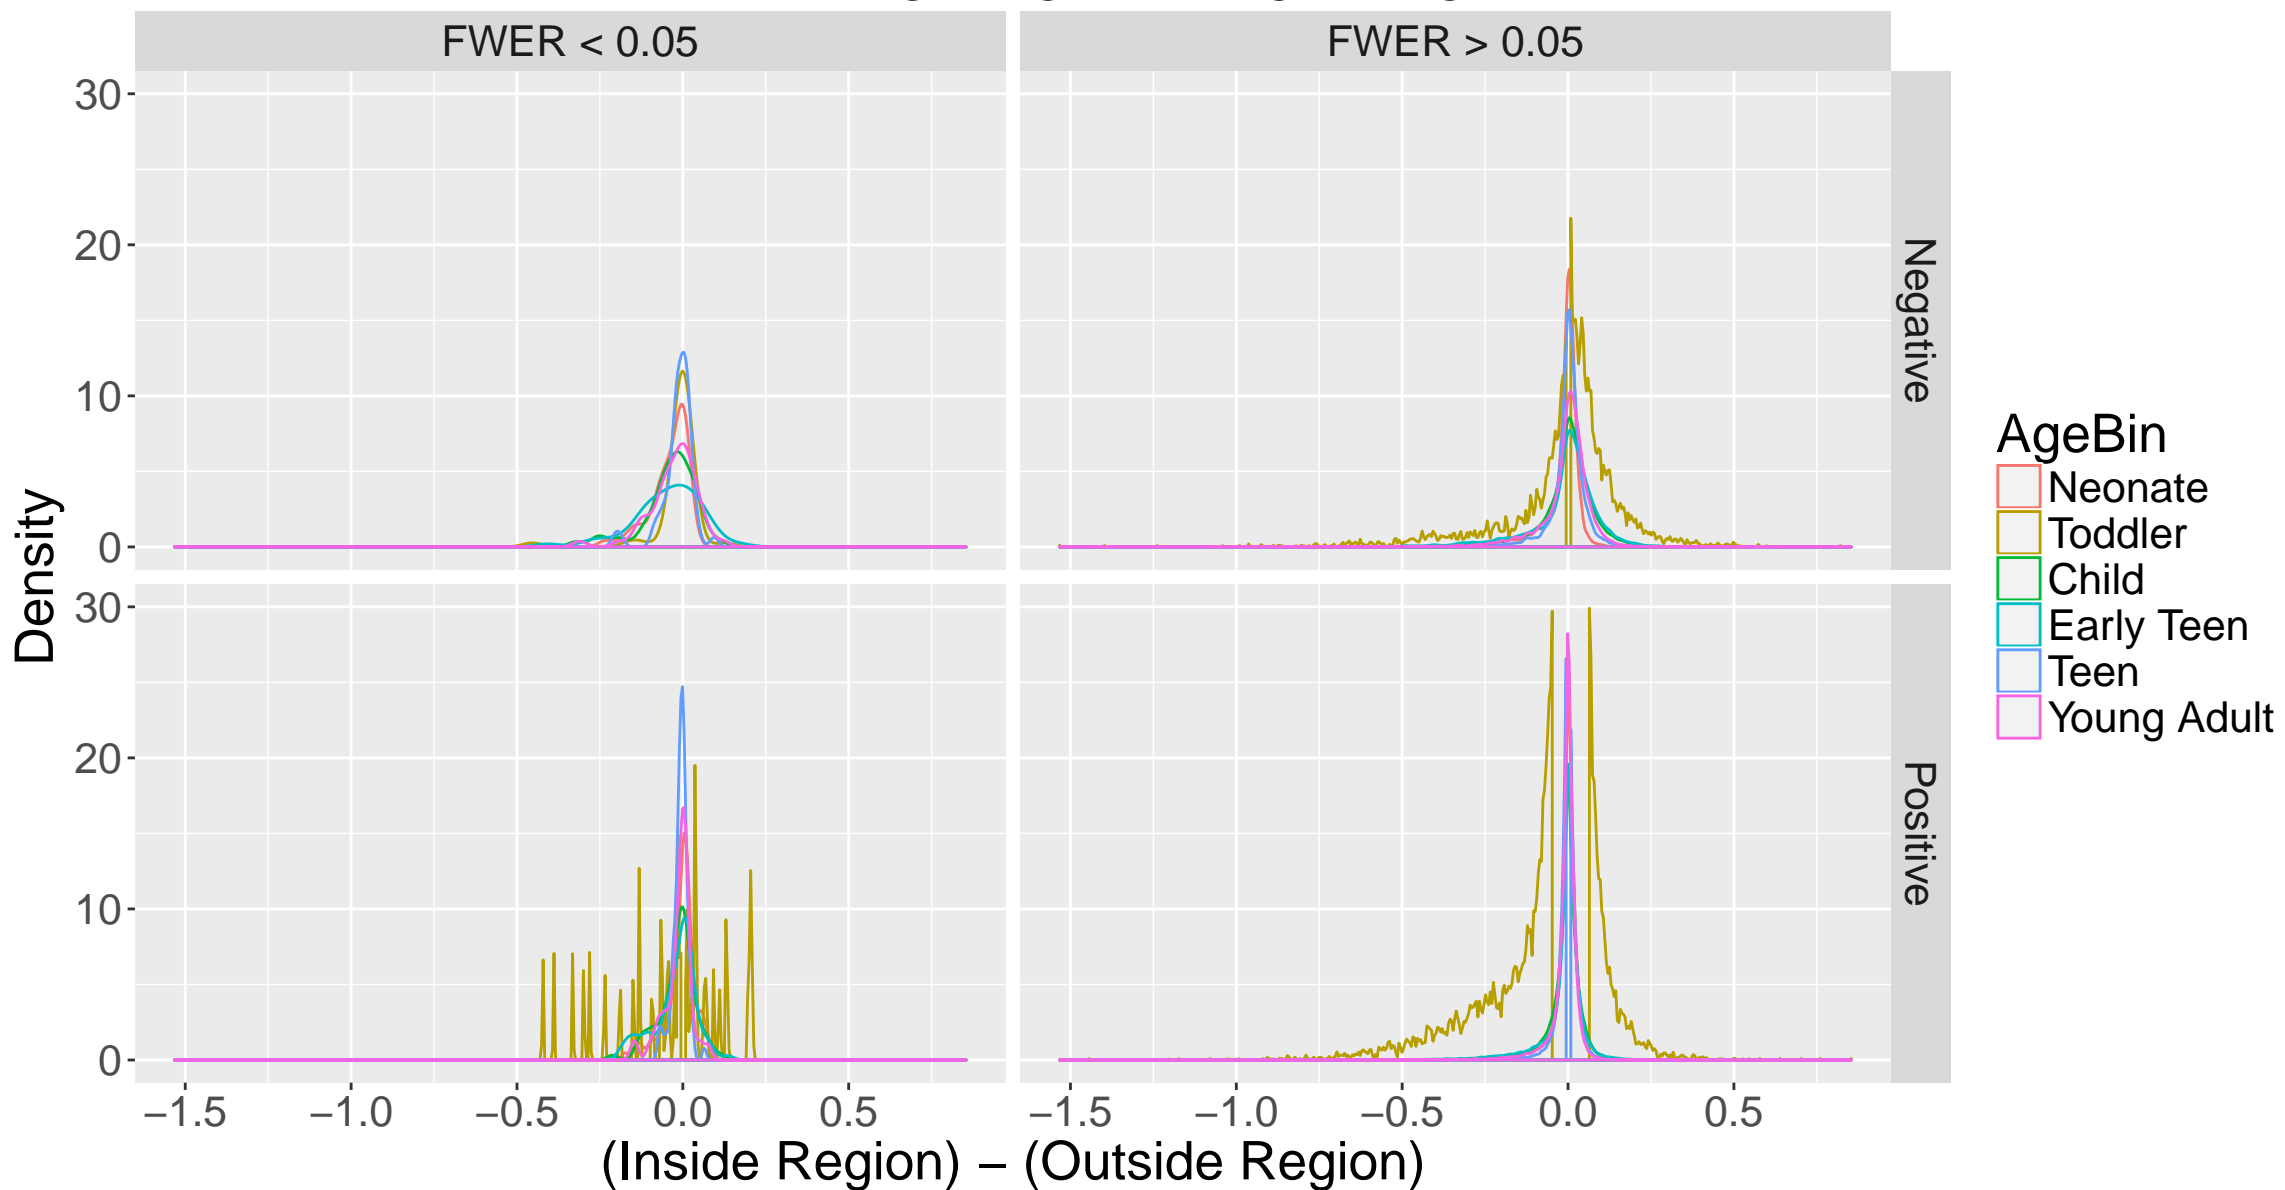 FWER < 0.05
FWER > 0.05
30
20
10
0
Negative
30
20
10
0
Positive
Density
−1.5
−1.0
−0.5
0.0
0.5
−1.5
−1.0
−0.5
0.0
0.5
(Inside Region) − (Outside Region)
AgeBin
Neonate
Toddler
Child
Early Teen
Teen
Young Adult